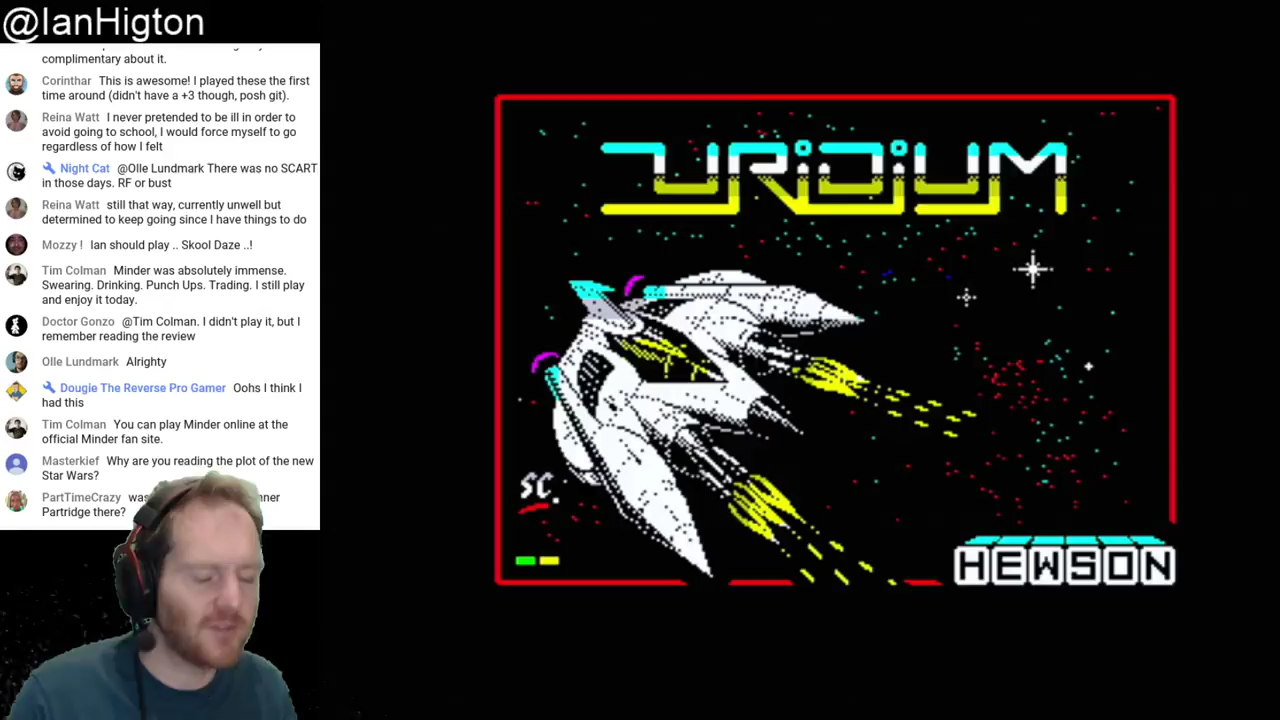 @IanHigton
complimentary about it.
Corinthar This is awesome! I played these the first
time around (didn't have a +3 though, posh git).
Reina Watt I never pretended to be ill in order to
avoid going to school, I would force myself to go
regardless of how I felt
Night Cat @Olle Lundmark There was no SCART
in those days. RF or bust
Reina Watt still that way, currently unwell but
determined to keep going since I have things to do
Mozzy ! Ian should play .. Skool Daze ..!
Tim Colman Minder was absolutely immense.
Swearing. Drinking. Punch Ups. Trading. I still play
and enjoy it today.
Doctor Gonzo @Tim Colman. I didn't play it, but I
remember reading the review
Olle Lundmark Alrighty
Dougie The Reverse Pro Gamer Oohs I think I
had this
Tim Colman You can play Minder online at the
official Minder fan site.
Masterkief Why are you reading the plot of the new
Star Wars?
PartTimeCrazy was
Partridge there?
URIDIUM
SC.
HEWSON